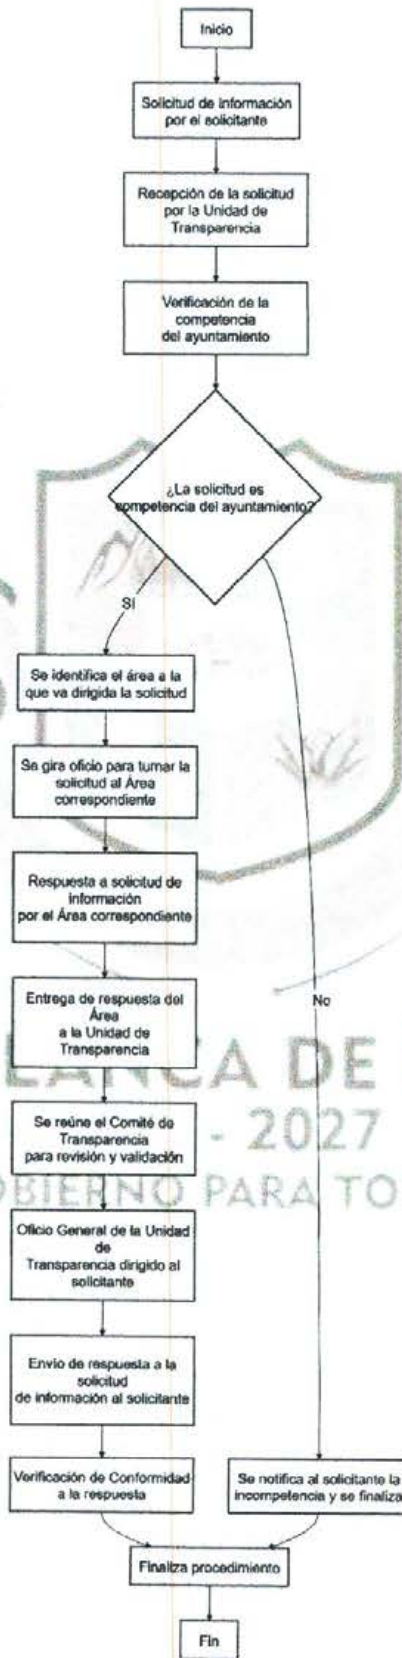 Inicio
Solicitud de información
por el solicitante
Recepción de la solicitud
por la Unidad de
Transparencia
Verificación de la
competencia
del ayuntamiento
¿La solicitud es
competencia del ayuntamiento?
Sí
Se identifica el área a la
que va dirigida la solicitud
Se gira oficio para turnar la
solicitud al Área
correspondiente
Respuesta a solicitud de
información
por el Área correspondiente
Entrega de respuesta del
Área
a la Unidad de
Transparencia
No
Se reúne el Comité de
Transparencia
para revisión y validación
DE
- 2027
PARA TO
Oficio General de la Unidad
de
Transparencia dirigido al
solicitante
Envío de respuesta a la
solicitud
de información al solicitante
Verificación de Conformidad
a la respuesta
Se notifica al solicitante la
incompetencia y se finaliza
Finaliza procedimiento
Fin